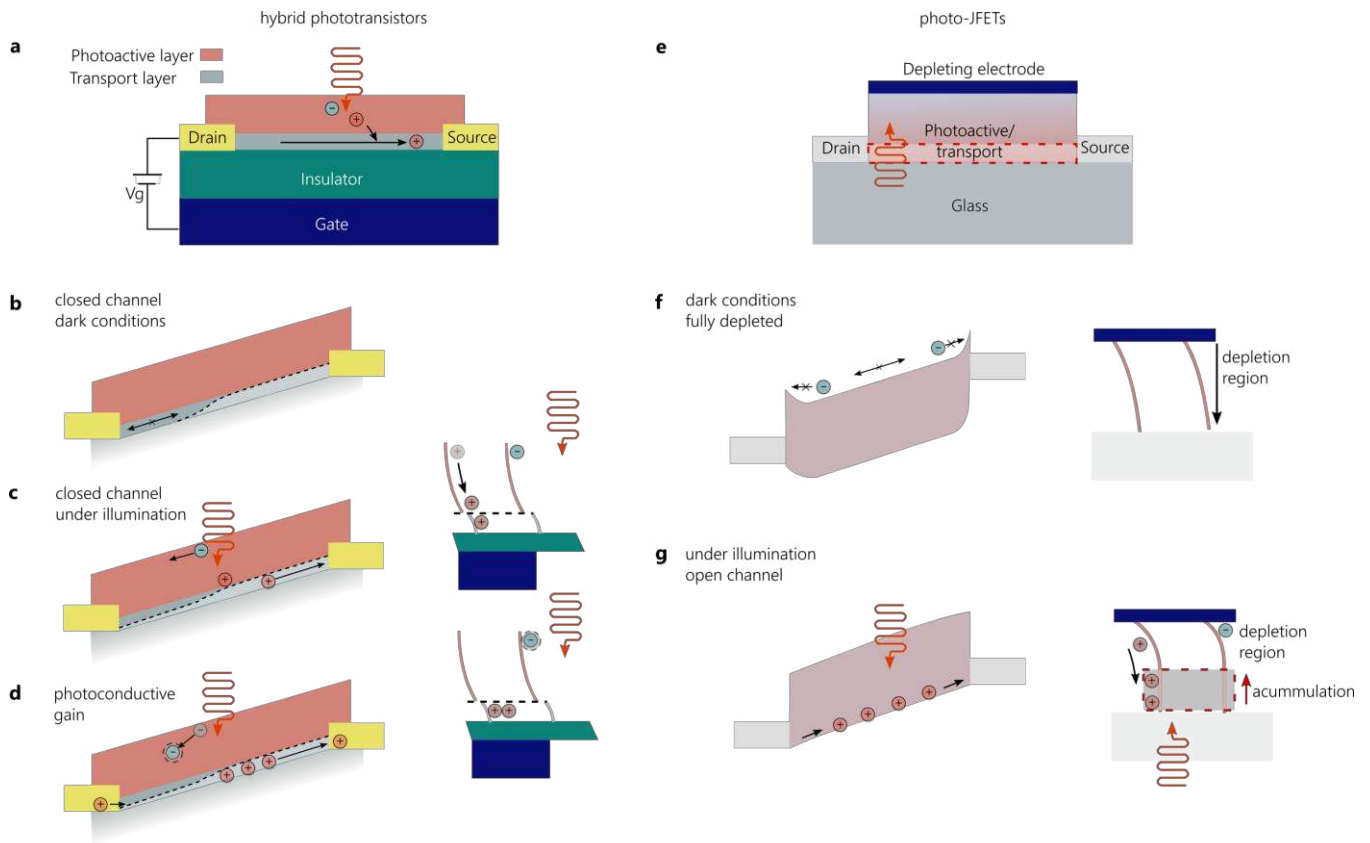 hybrid phototransistors
a
Photoactive layer
Transport layer
−
+
+
Drain
Source
Insulator
Vg
Gate
b
closed channel
dark conditions
c
closed channel
under illumination
−
+
+
+
−
+
+
d
photoconductive
gain
−
−
+
+
+
+
+
−
+
+
photo-JFETs
e
Depleting electrode
Photoactive/
Drain
transport
Source
Glass
f
dark conditions
fully depleted
−
−
depletion
region
g
under illumination
open channel
+
+
+
+
−
depletion
region
+
+
+
acummulation